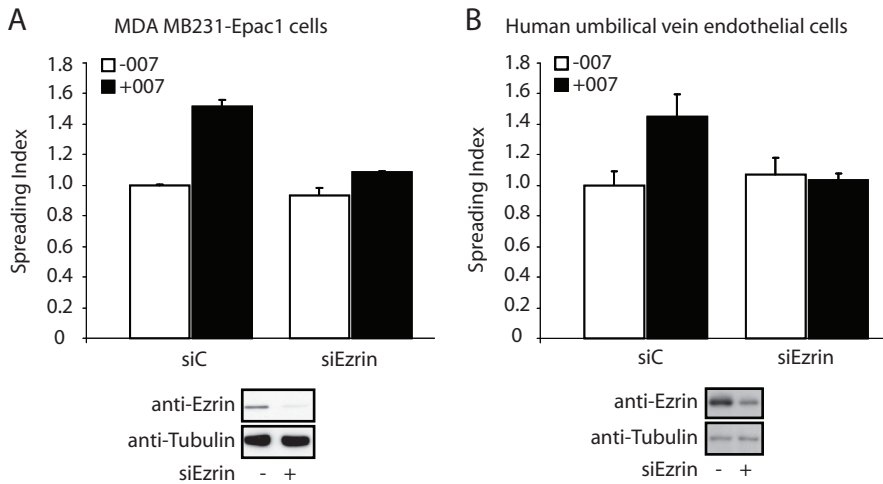 A
MDA MB231-Epac1 cells
-007
+007
Spreading Index
1.8
1.6
1.4
1.2
1.0
0.8
0.6
0.4
0.2
0
siC
siEzrin
anti-Ezrin
anti-Tubulin
siEzrin - +
B
Human umbilical vein endothelial cells
-007
+007
Spreading Index
1.8
1.6
1.4
1.2
1.0
0.8
0.6
0.4
0.2
0
siC
siEzrin
anti-Ezrin
anti-Tubulin
siEzrin - +